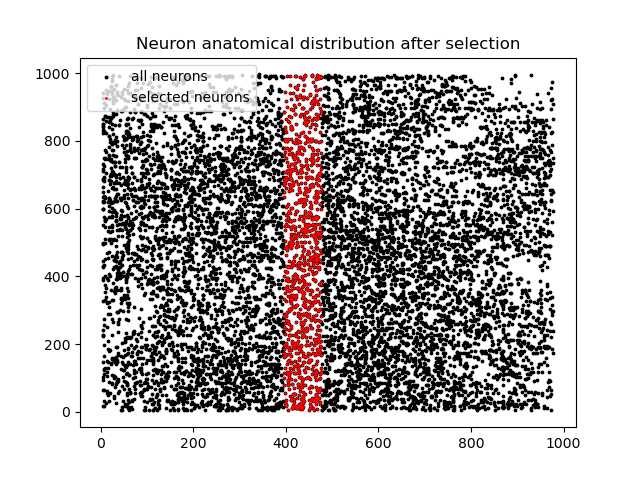 Neuron anatomical distribution after selection
1000
all neurons
selected neurons
800
600
400
200
0
0 200 400 600 800 1000